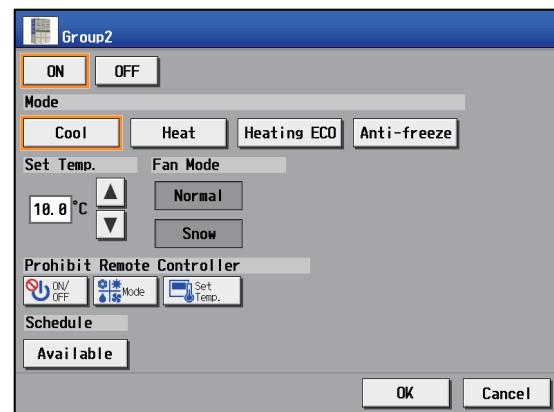 Group2
ON OFF
Mode
Cool Heat Heating ECO Anti-freeze
Set Temp. Fan Mode
10.0 °C
Normal
Snow
Prohibit Remote Controller
ON/OFF Mode Set Temp.
Schedule
Available
OK Cancel